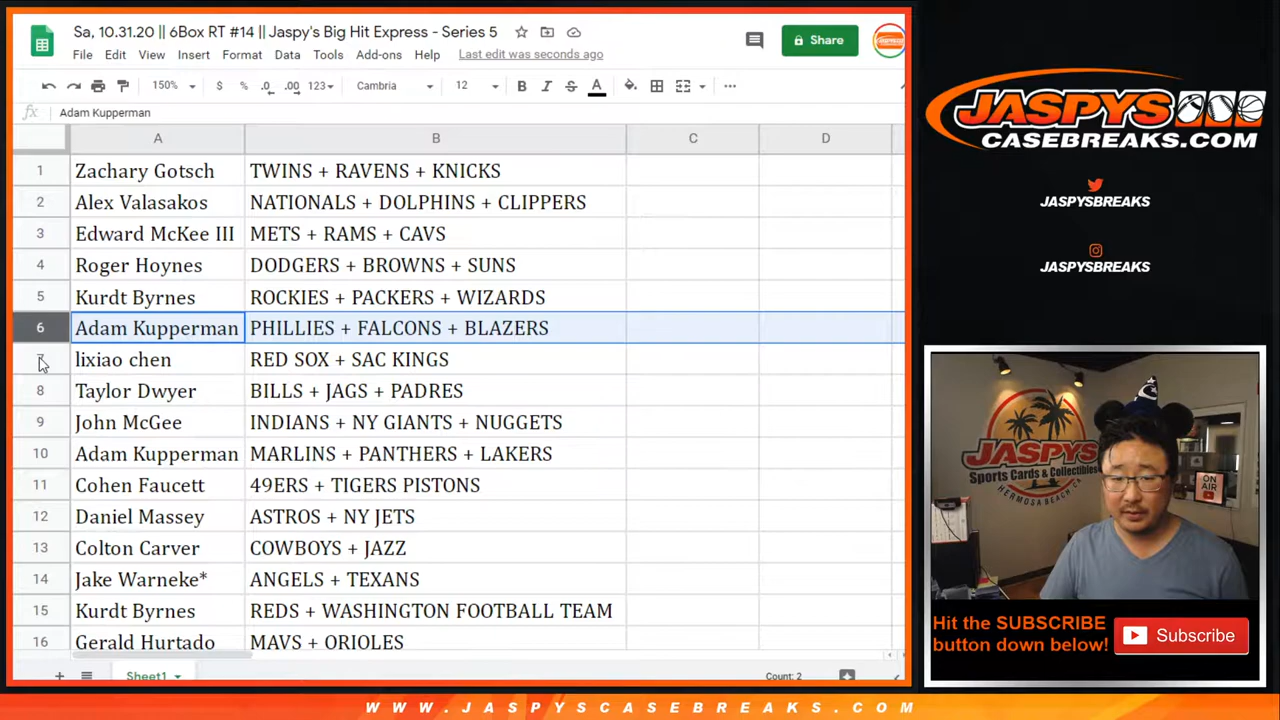 Sa, 10.31.20 || 6Box RT #14 || Jaspy's Big Hit Express - Series 5
Share
File Edit View Insert Format Data Tools Add-ons Help Last edit was seconds ago
150% $ % .0 .00 123 Cambria 12 B I S A
fx Adam Kupperman
A B C D
1 Zachary Gotsch TWINS + RAVENS + KNICKS
2 Alex Valasakos NATIONALS + DOLPHINS + CLIPPERS
3 Edward McKee III METS + RAMS + CAVS
4 Roger Hoynes DODGERS + BROWNS + SUNS
5 Kurdt Byrnes ROCKIES + PACKERS + WIZARDS
6 Adam Kupperman PHILLIES + FALCONS + BLAZERS
7 lixiao chen RED SOX + SAC KINGS
8 Taylor Dwyer BILLS + JAGS + PADRES
9 John McGee INDIANS + NY GIANTS + NUGGETS
10 Adam Kupperman MARLINS + PANTHERS + LAKERS
11 Cohen Faucett 49ERS + TIGERS PISTONS
12 Daniel Massey ASTROS + NY JETS
13 Colton Carver COWBOYS + JAZZ
14 Jake Warneke* ANGELS + TEXANS
15 Kurdt Byrnes REDS + WASHINGTON FOOTBALL TEAM
16 Gerald Hurtado MAVS + ORIOLES
Sheet1 Count: 2
JASPYS
CASEBREAKS.COM
JASPYSBREAKS
JASPYSBREAKS
JASPYS
Sports Cards & Collectibles
HERMOSA BEACH CA
ON AIR
Hit the SUBSCRIBE
button down below!
Subscribe
WWW.JASPYSCASEBREAKS.COM